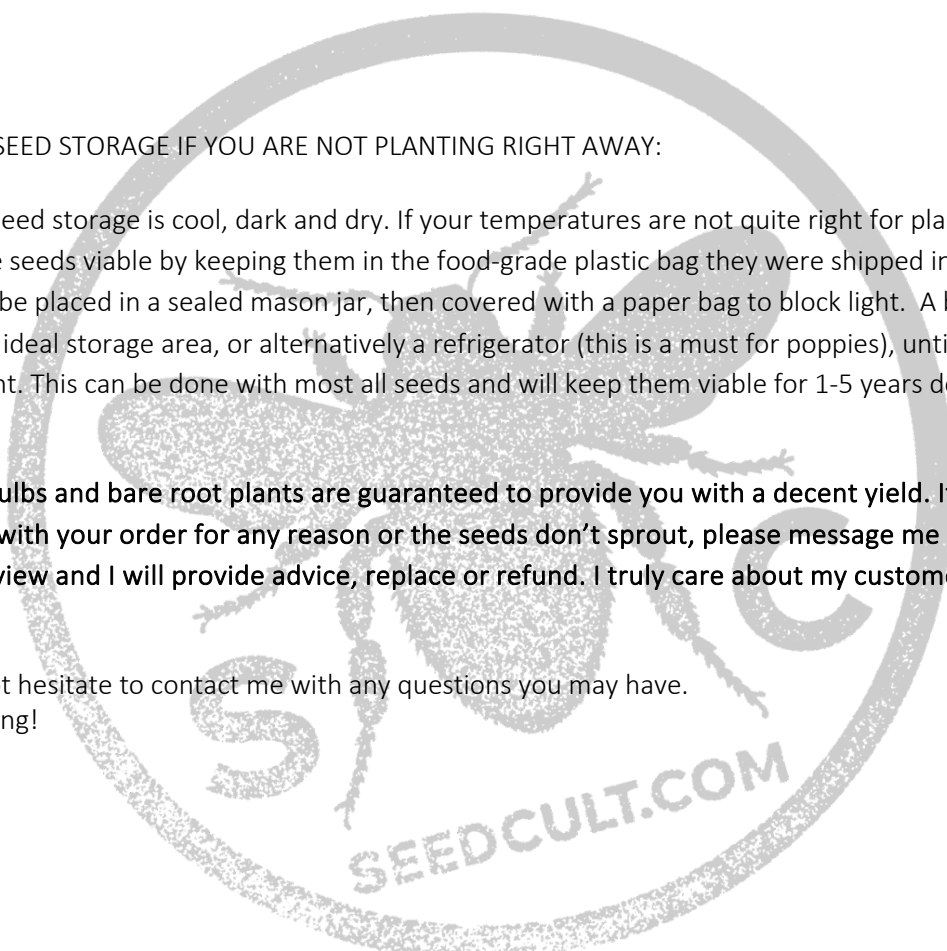 SEED STORAGE IF YOU ARE NOT PLANTING RIGHT AWAY:
eed storage is cool, dark and dry. If your temperatures are not quite right for pla
e seeds viable by keeping them in the food-grade plastic bag they were shipped in
be placed in a sealed mason jar, then covered with a paper bag to block light. A b
ideal storage area, or alternatively a refrigerator (this is a must for poppies), unti
nt. This can be done with most all seeds and will keep them viable for 1-5 years de
ulbs and bare root plants are guaranteed to provide you with a decent yield. If
with your order for any reason or the seeds don’t sprout, please message me
view and I will provide advice, replace or refund. I truly care about my custome
ot hesitate to contact me with any questions you may have.
ng!
S C
SEEDCULT.COM